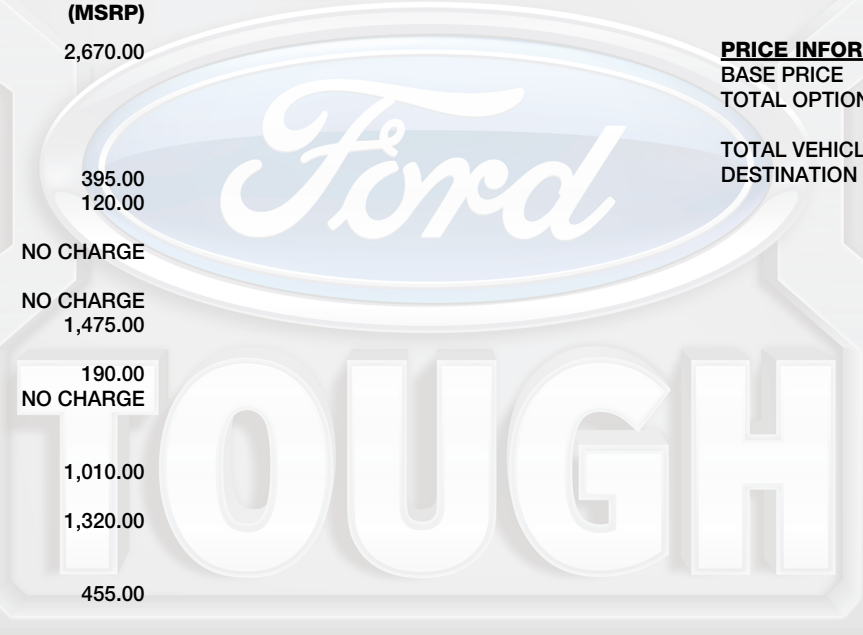 (MSRP)
2,670.00
395.00
120.00
NO CHARGE
NO CHARGE
1,475.00
190.00
NO CHARGE
1,010.00
1,320.00
455.00
PRICE INFOR
BASE PRICE
TOTAL OPTION
TOTAL VEHICL
DESTINATION
Ford
TOUGH